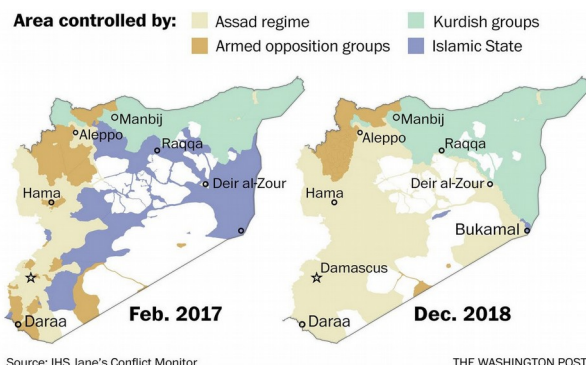 Area controlled by:
Assad regime
Kurdish groups
Armed opposition groups
Islamic State
Manbij
Aleppo
Raqqa
Deir al-Zour
Hama
Daraa
Feb. 2017
Manbij
Aleppo
Raqqa
Deir al-Zour
Hama
Bukamal
Damascus
Daraa
Dec. 2018
Source: IHS Jane's Conflict Monitor
THE WASHINGTON POST